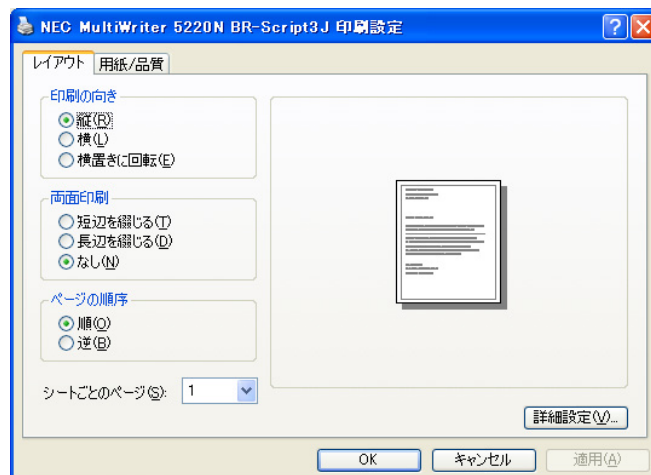 NEC MultiWriter 5220N BR-Script3J 印刷設定
レイアウト 用紙/品質
印刷の向き
縦(R)
横(L)
横置きに回転(E)
両面印刷
短辺を綴じる(T)
長辺を綴じる(D)
なし(N)
ページの順序
順(O)
逆(B)
シートごとのページ(S): 1
詳細設定(V)...
OK キャンセル 適用(A)